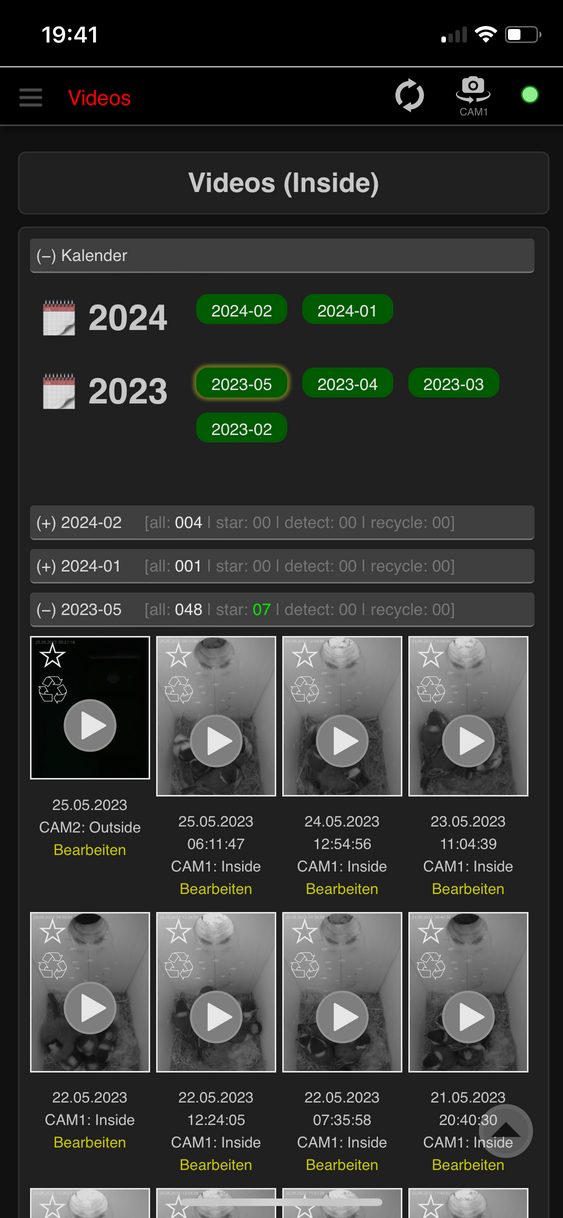 19:41
Videos
CAM1
Videos (Inside)
(−) Kalender
2024
2024-02 2024-01
2023
2023-05 2023-04 2023-03
2023-02
(+) 2024-02 [all: 004 | star: 00 | detect: 00 | recycle: 00]
(+) 2024-01 [all: 001 | star: 00 | detect: 00 | recycle: 00]
(−) 2023-05 [all: 048 | star: 07 | detect: 00 | recycle: 00]
25.05.2023
CAM2: Outside
Bearbeiten
25.05.2023
06:11:47
CAM1: Inside
Bearbeiten
24.05.2023
12:54:56
CAM1: Inside
Bearbeiten
23.05.2023
11:04:39
CAM1: Inside
Bearbeiten
22.05.2023
CAM1: Inside
Bearbeiten
22.05.2023
12:24:05
CAM1: Inside
Bearbeiten
22.05.2023
07:35:58
CAM1: Inside
Bearbeiten
21.05.2023
20:40:30
CAM1: Inside
Bearbeiten